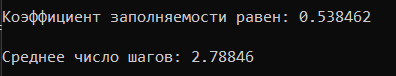 Коэффициент заполняемости равен: 0.538462
Среднее число шагов: 2.78846